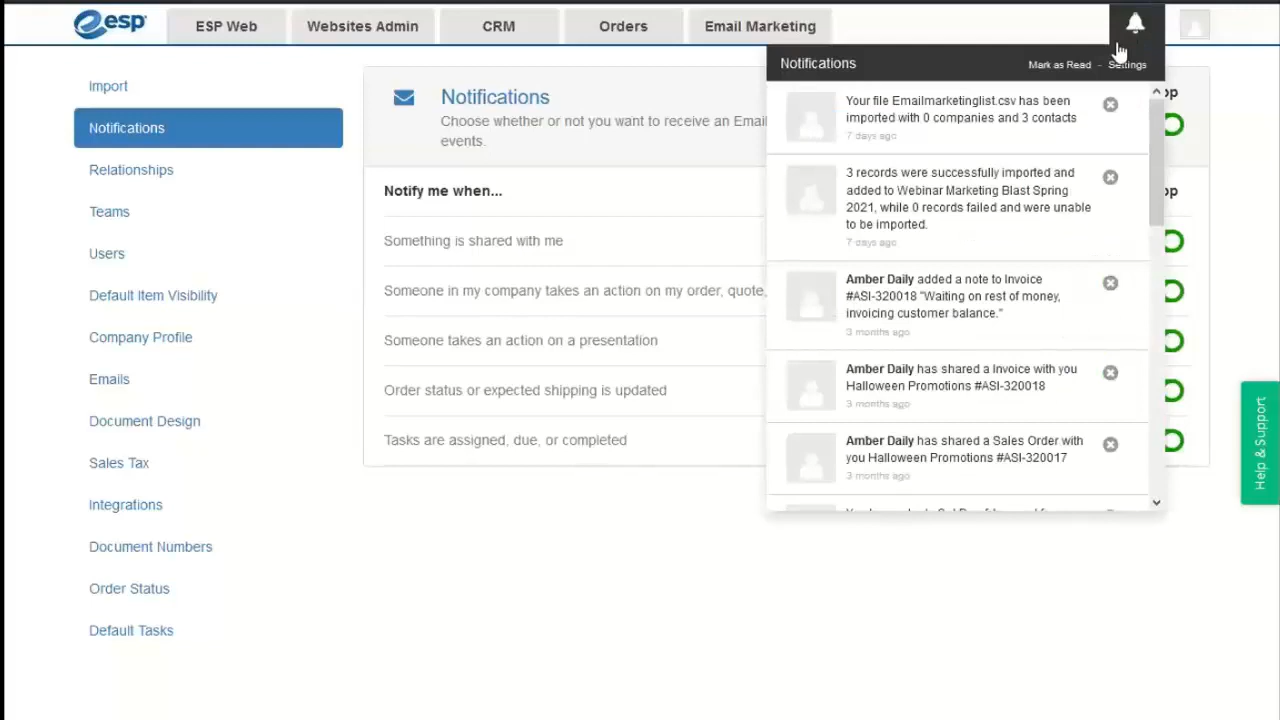 esp
ESP Web
Websites Admin
CRM
Orders
Email Marketing
Import
Notifications
Relationships
Teams
Users
Default Item Visibility
Company Profile
Emails
Document Design
Sales Tax
Integrations
Document Numbers
Order Status
Default Tasks
Notifications
Choose whether or not you want to receive an Email
events.
Notify me when...
Something is shared with me
Someone in my company takes an action on my order, quote,
Someone takes an action on a presentation
Order status or expected shipping is updated
Tasks are assigned, due, or completed
Notifications
Mark as Read - Settings
Your file Emailmarketinglist.csv has been
imported with 0 companies and 3 contacts
7 days ago
3 records were successfully imported and
added to Webinar Marketing Blast Spring
2021, while 0 records failed and were unable
to be imported.
7 days ago
Amber Daily added a note to Invoice
#ASI-320018 "Waiting on rest of money,
invoicing customer balance."
3 months ago
Amber Daily has shared a Invoice with you
Halloween Promotions #ASI-320018
3 months ago
Amber Daily has shared a Sales Order with
you Halloween Promotions #ASI-320017
3 months ago
Help & Support